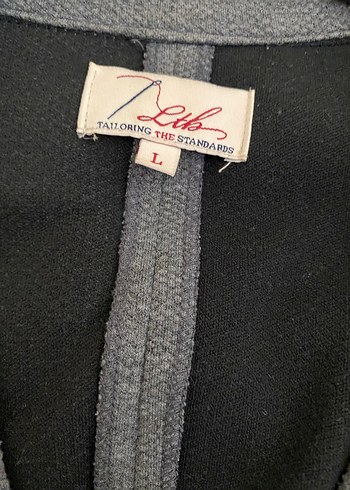 Ltb
TAILORING THE STANDARDS
L